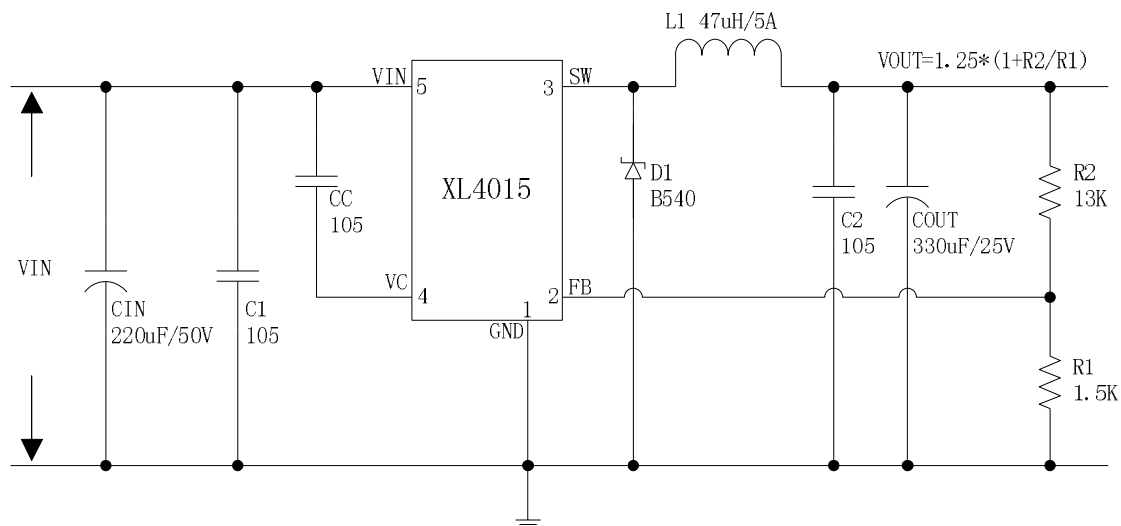 L1 47uH/5A
VOUT=1.25*(1+R2/R1)
VIN
5
3
SW
XL4015
CC
105
D1
B540
R2
13K
C2
105
COUT
330uF/25V
VIN
VC
4
2
FB
1
GND
CIN
220uF/50V
C1
105
R1
1.5K